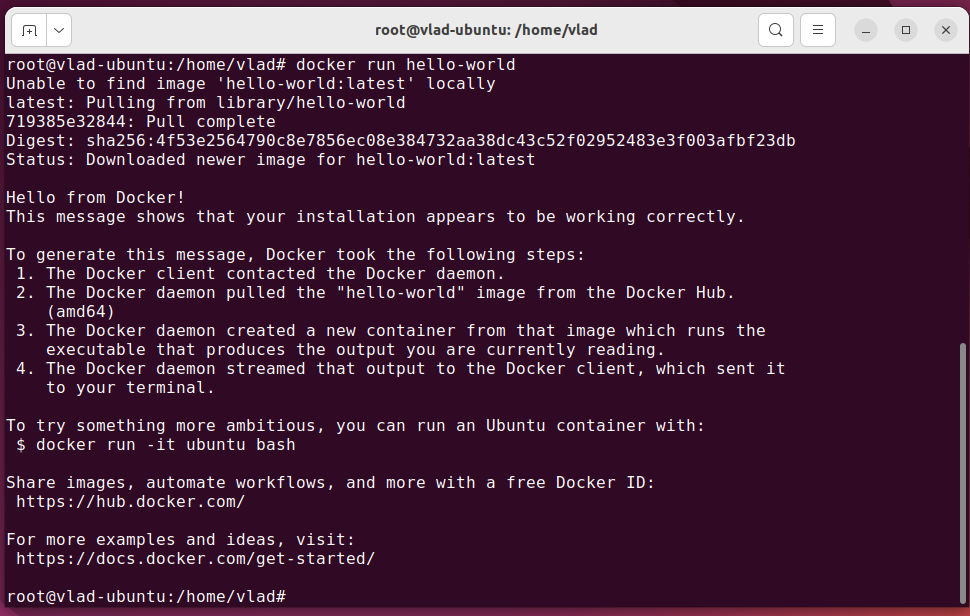 root@vlad-ubuntu: /home/vlad
root@vlad-ubuntu:/home/vlad# docker run hello-world
Unable to find image 'hello-world:latest' locally
latest: Pulling from library/hello-world
719385e32844: Pull complete
Digest: sha256:4f53e2564790c8e7856ec08e384732aa38dc43c52f02952483e3f003afbf23db
Status: Downloaded newer image for hello-world:latest

Hello from Docker!
This message shows that your installation appears to be working correctly.

To generate this message, Docker took the following steps:
 1. The Docker client contacted the Docker daemon.
 2. The Docker daemon pulled the "hello-world" image from the Docker Hub.
    (amd64)
 3. The Docker daemon created a new container from that image which runs the
    executable that produces the output you are currently reading.
 4. The Docker daemon streamed that output to the Docker client, which sent it
    to your terminal.

To try something more ambitious, you can run an Ubuntu container with:
 $ docker run -it ubuntu bash

Share images, automate workflows, and more with a free Docker ID:
 https://hub.docker.com/

For more examples and ideas, visit:
 https://docs.docker.com/get-started/

root@vlad-ubuntu:/home/vlad#